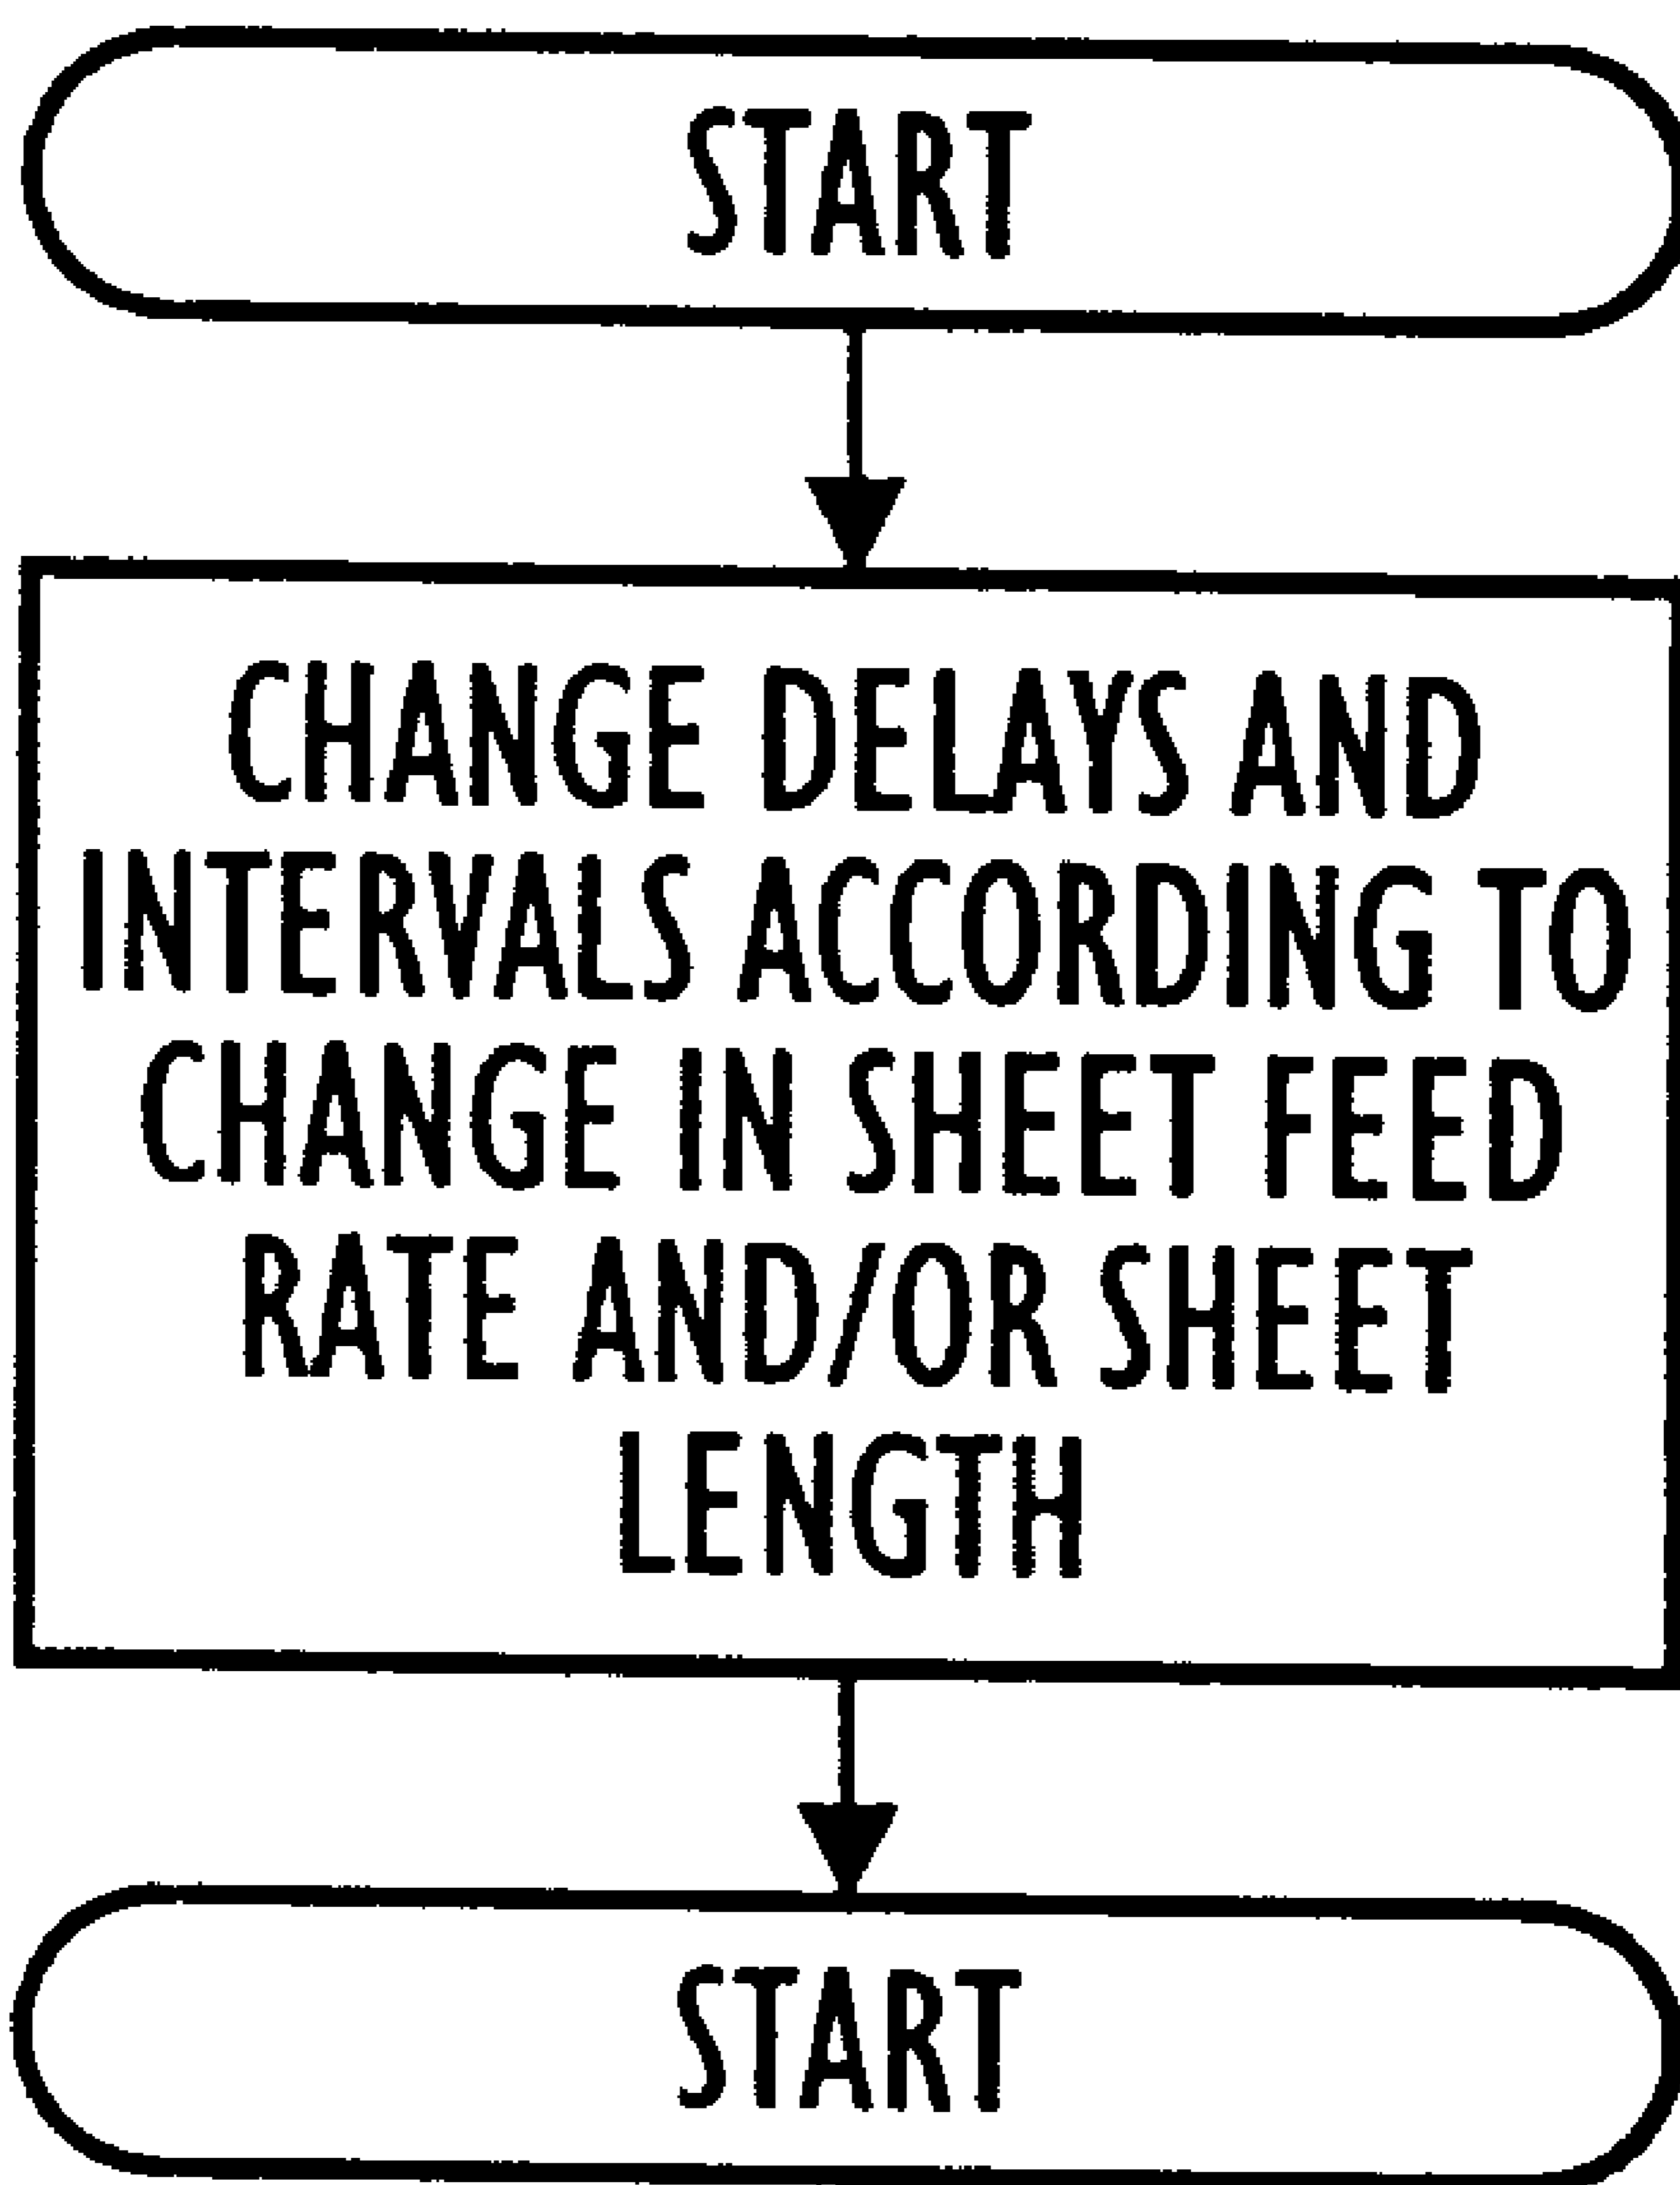 START
CHANGE DELAYS AND
INTERVALS ACCORDING TO
CHANGE IN SHEET FEED
RATE AND/OR SHEET
LENGTH
START